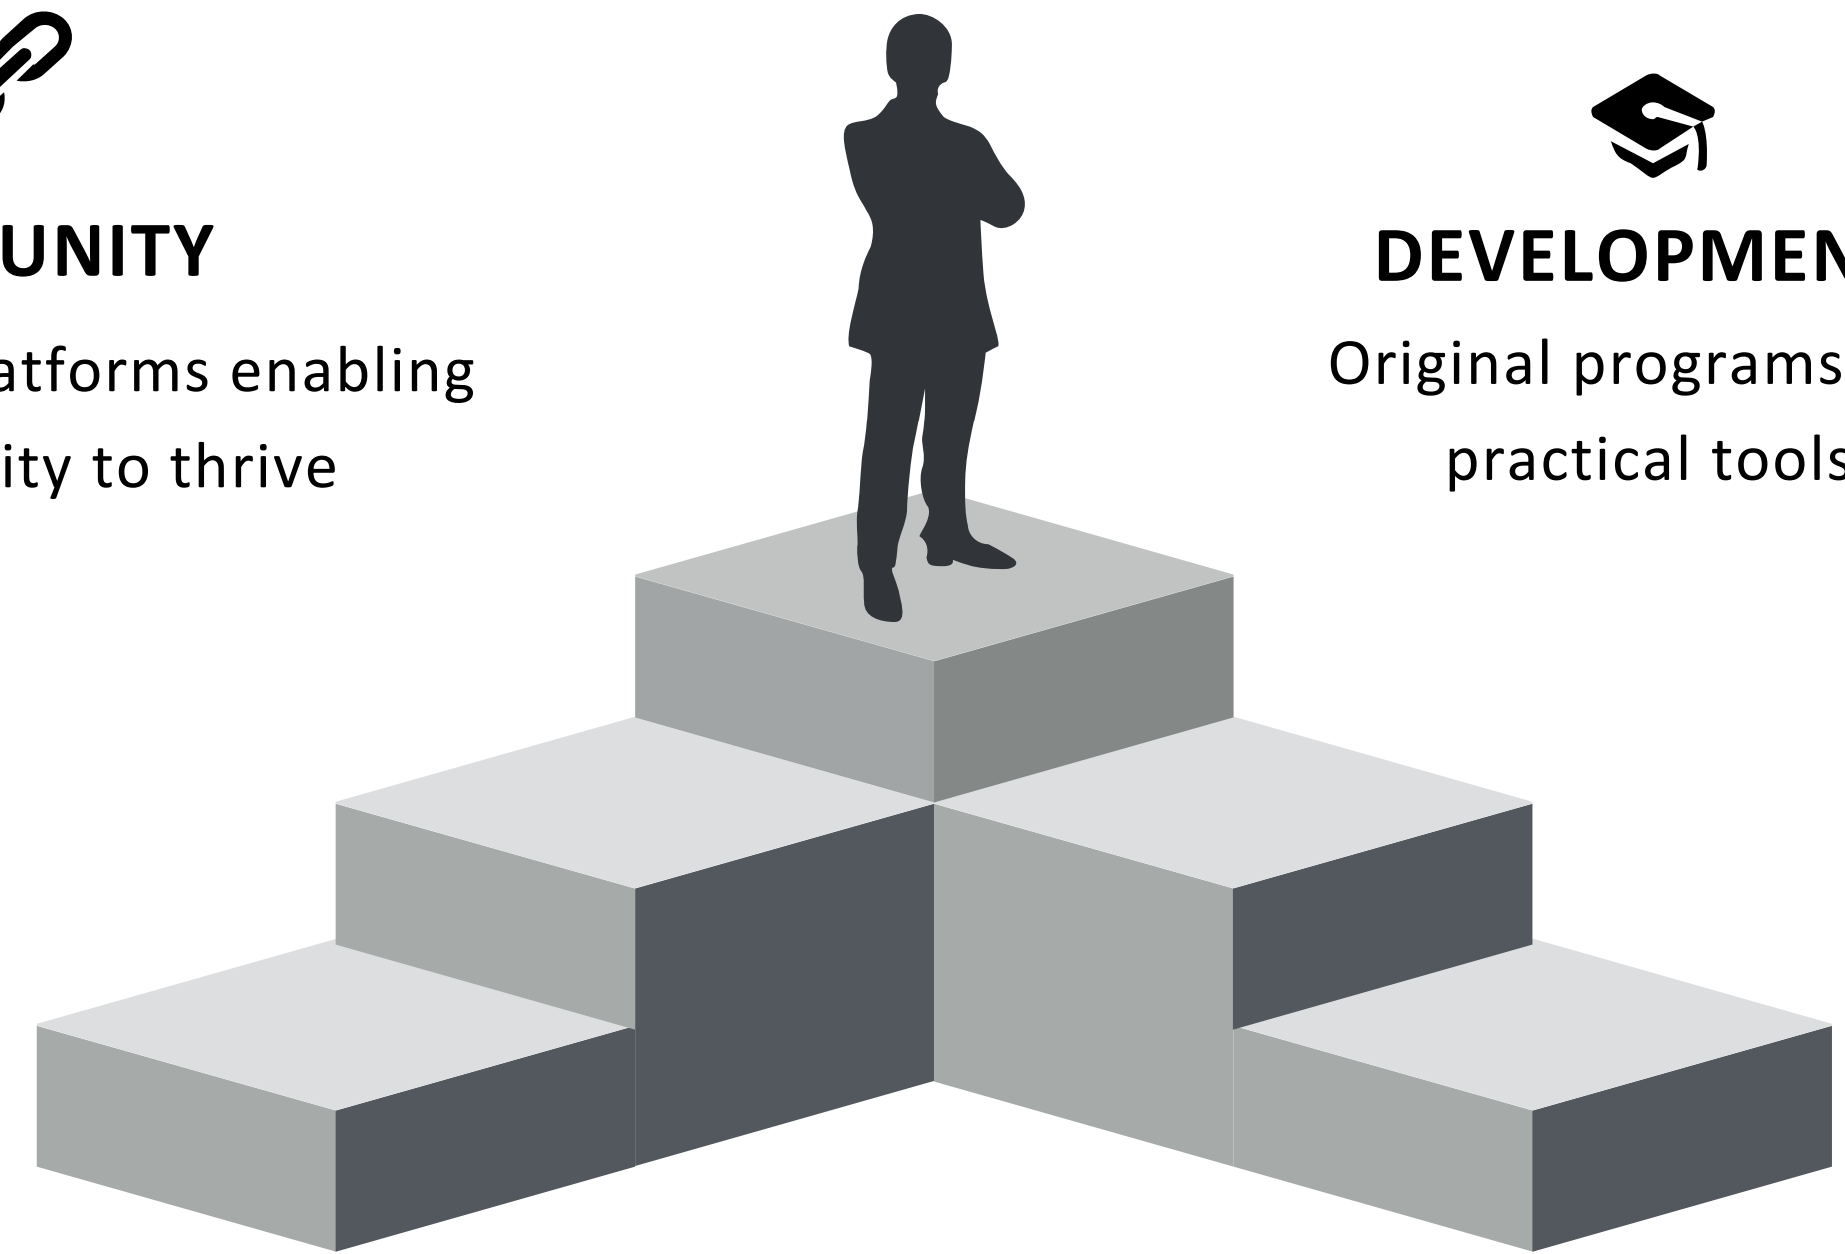 UNITY
atforms enabling
ity to thrive
DEVELOPMEN
Original programs
practical tools